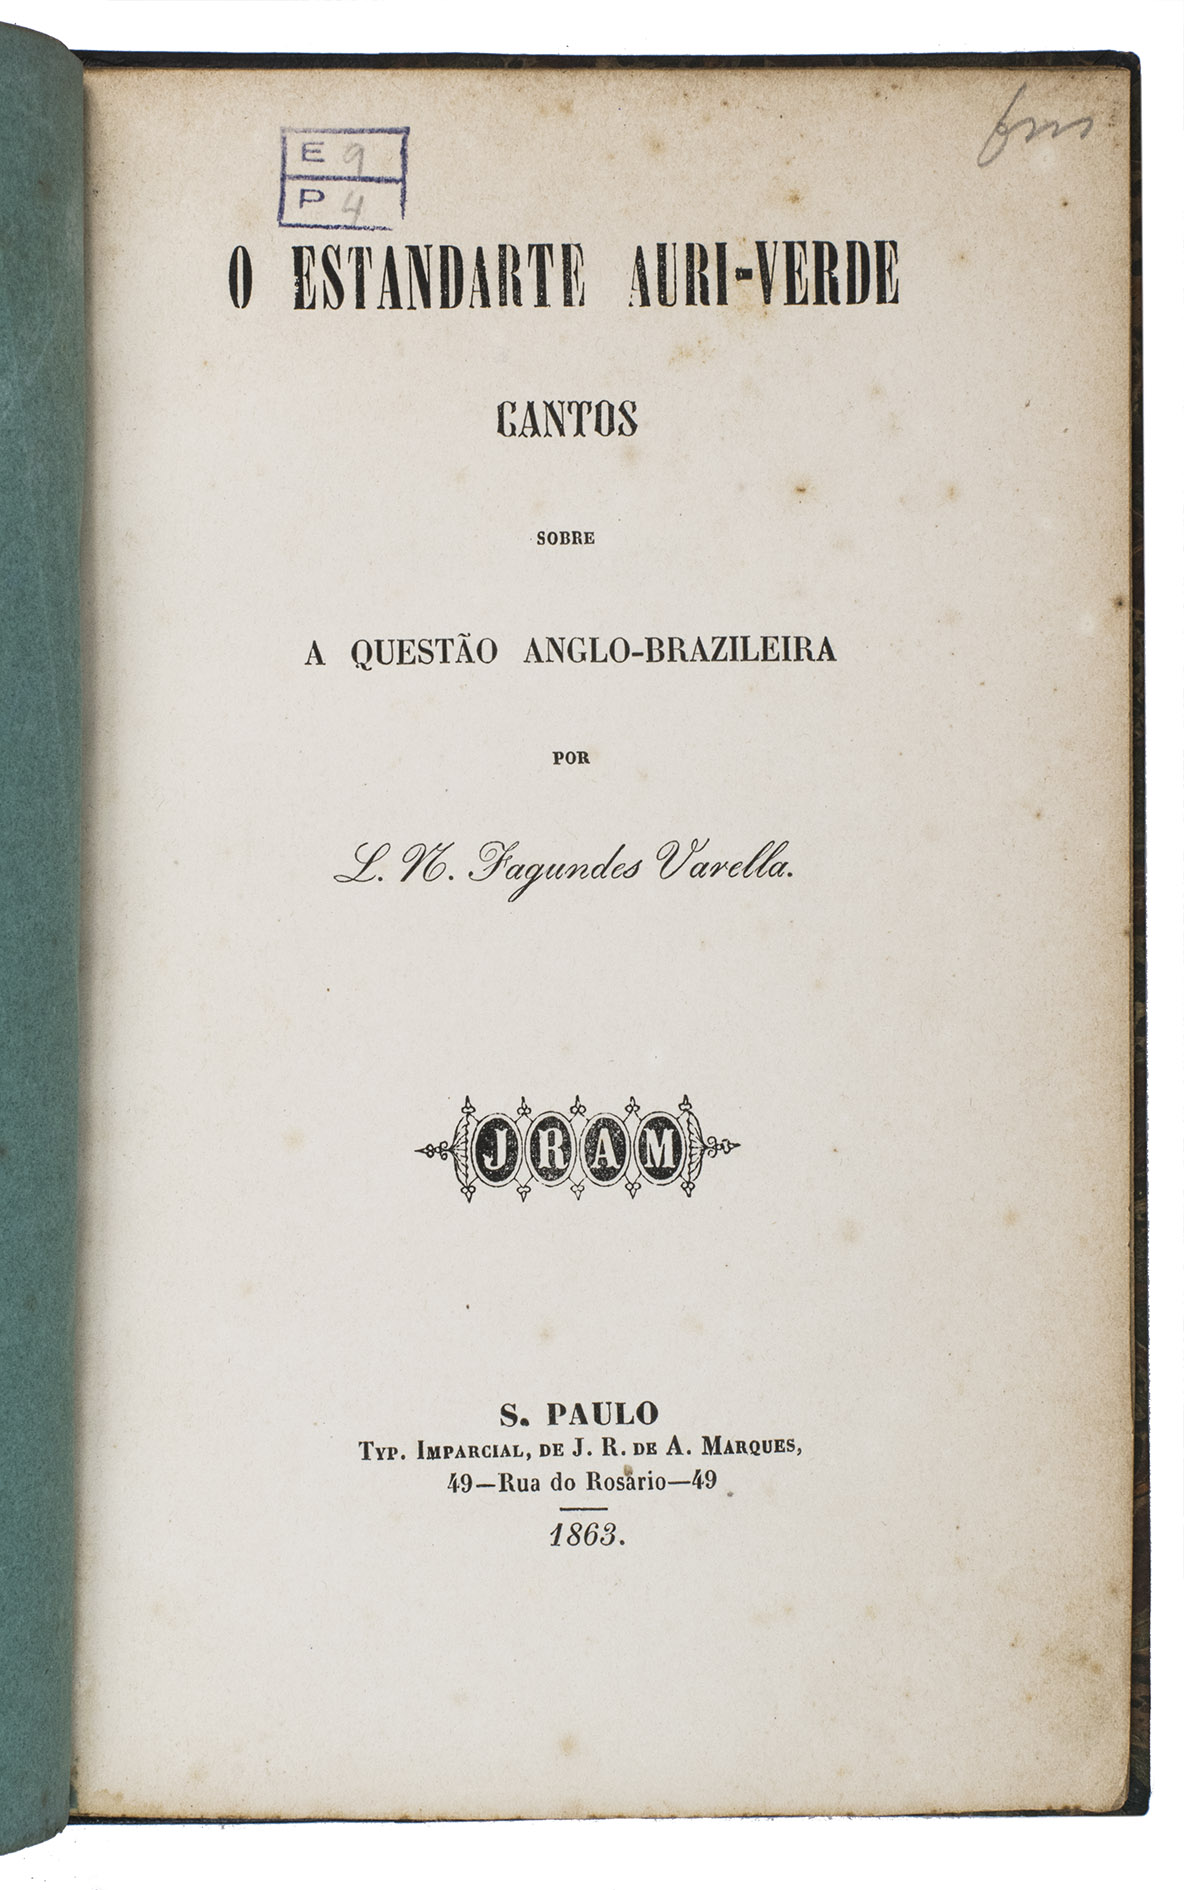 E 9
P 4
O ESTANDARTE AURI-VERDE
CANTOS
SOBRE
A QUESTÃO ANGLO-BRAZILEIRA
POR
L. N. Fagundes Varella.
JRAM
S. PAULO
TYP. IMPARCIAL, DE J. R. DE A. MARQUES,
49—Rua do Rosario—49
1863.